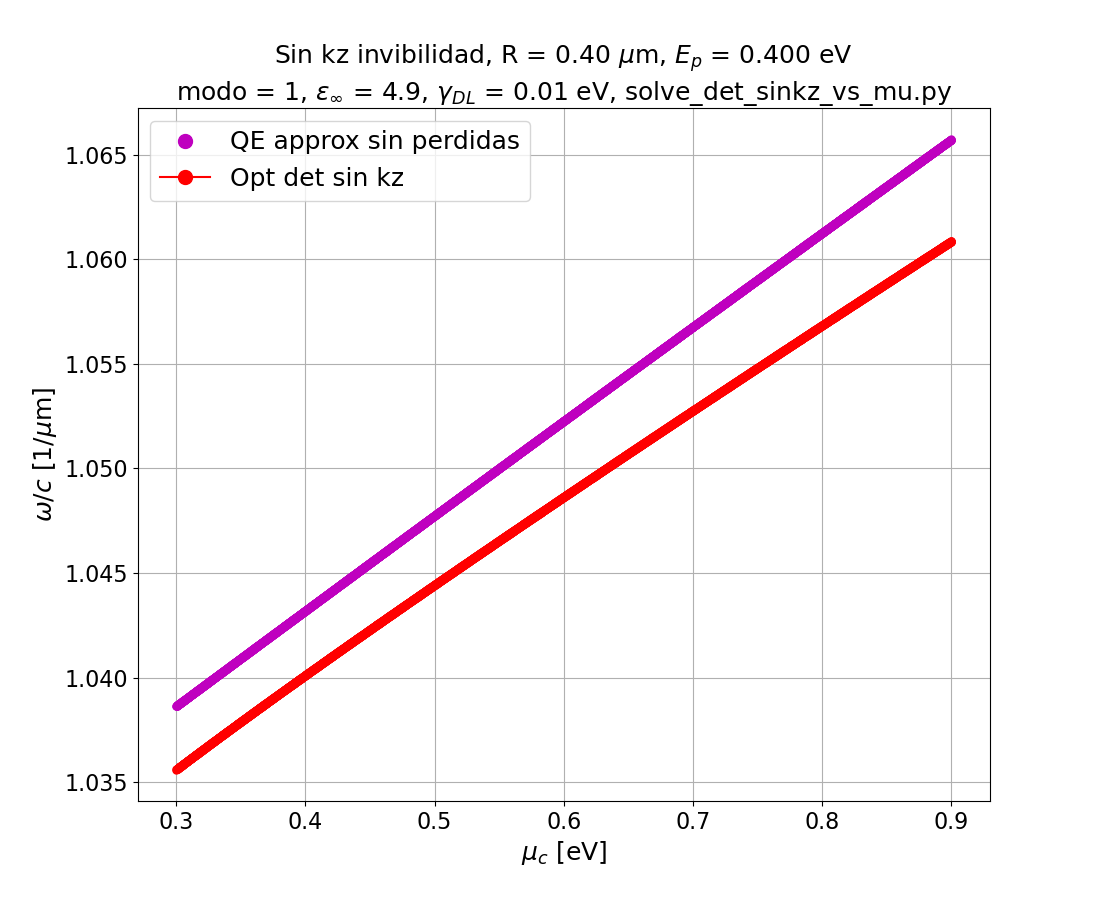 Sin kz invibilidad, R = 0.40 μm, E_p = 0.400 eV
modo = 1, ε_∞ = 4.9, γ_DL = 0.01 eV, solve_det_sinkz_vs_mu.py
QE approx sin perdidas
Opt det sin kz
1.065
1.060
1.055
1.050
1.045
1.040
1.035
ω/c [1/μm]
0.3 0.4 0.5 0.6 0.7 0.8 0.9
μ_c [eV]